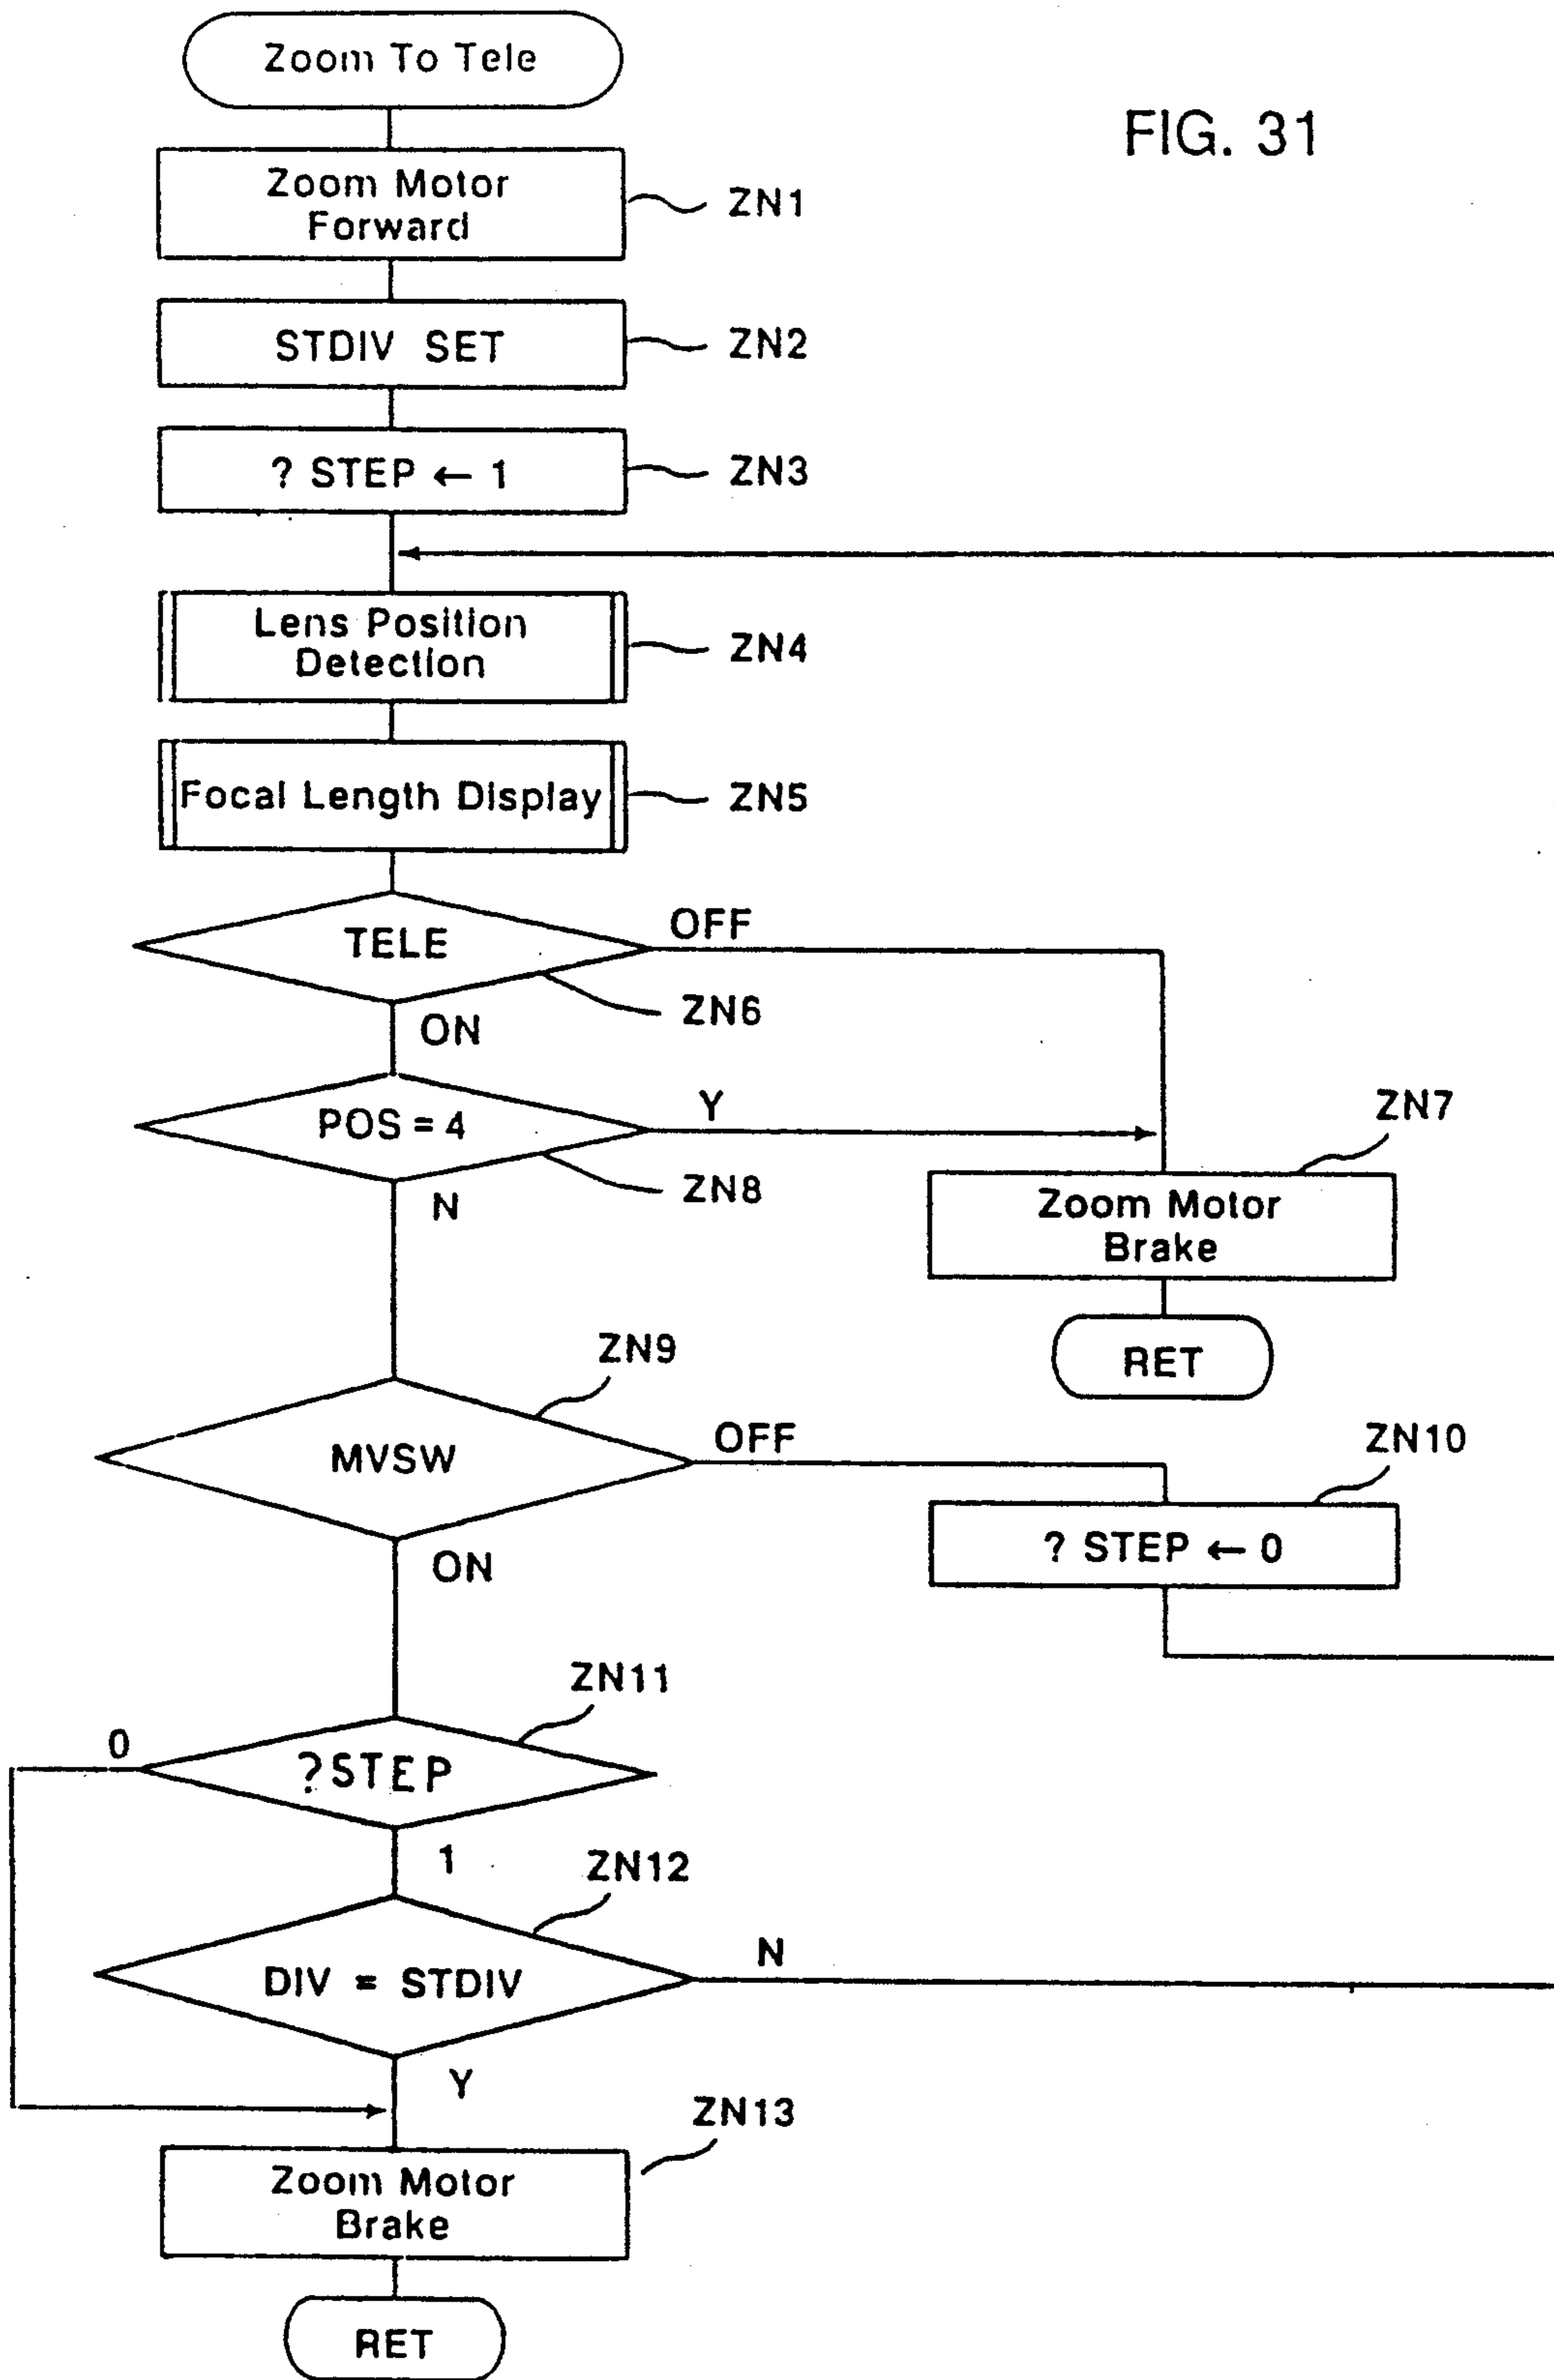 Zoom To Tele
FIG. 31
Zoom Motor
Forward
ZN1
STDIV SET
ZN2
? STEP ← 1
ZN3
Lens Position
Detection
ZN4
Focal Length Display
ZN5
TELE
OFF
ZN6
ON
POS = 4
Y
ZN7
ZN8
N
Zoom Motor
Brake
RET
ZN9
MVSW
OFF
ZN10
? STEP ← 0
ON
ZN11
0
?STEP
1
ZN12
DIV = STDIV
N
Y
ZN13
Zoom Motor
Brake
RET